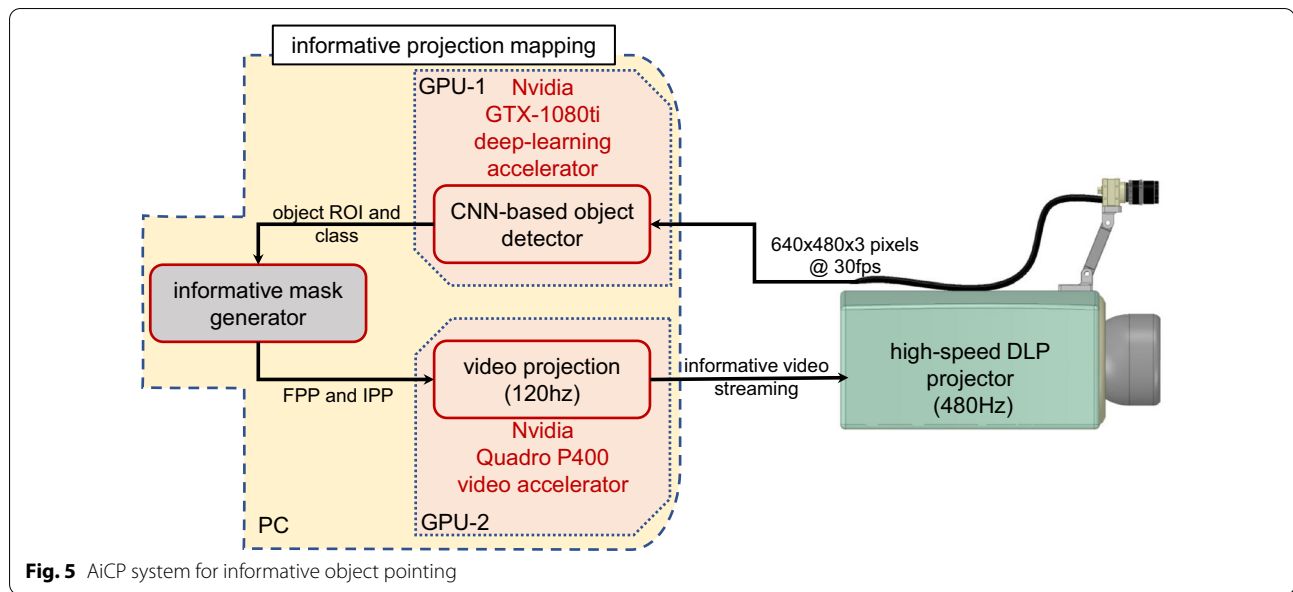 informative projection mapping
GPU-1
Nvidia
GTX-1080ti
deep-learning
accelerator
CNN-based object
detector
object ROI and
class
640x480x3 pixels
@ 30fps
informative mask
generator
high-speed DLP
projector
(480Hz)
video projection
(120hz)
informative video
streaming
FPP and IPP
Nvidia
Quadro P400
video accelerator
PC
GPU-2
Fig. 5 AiCP system for informative object pointing